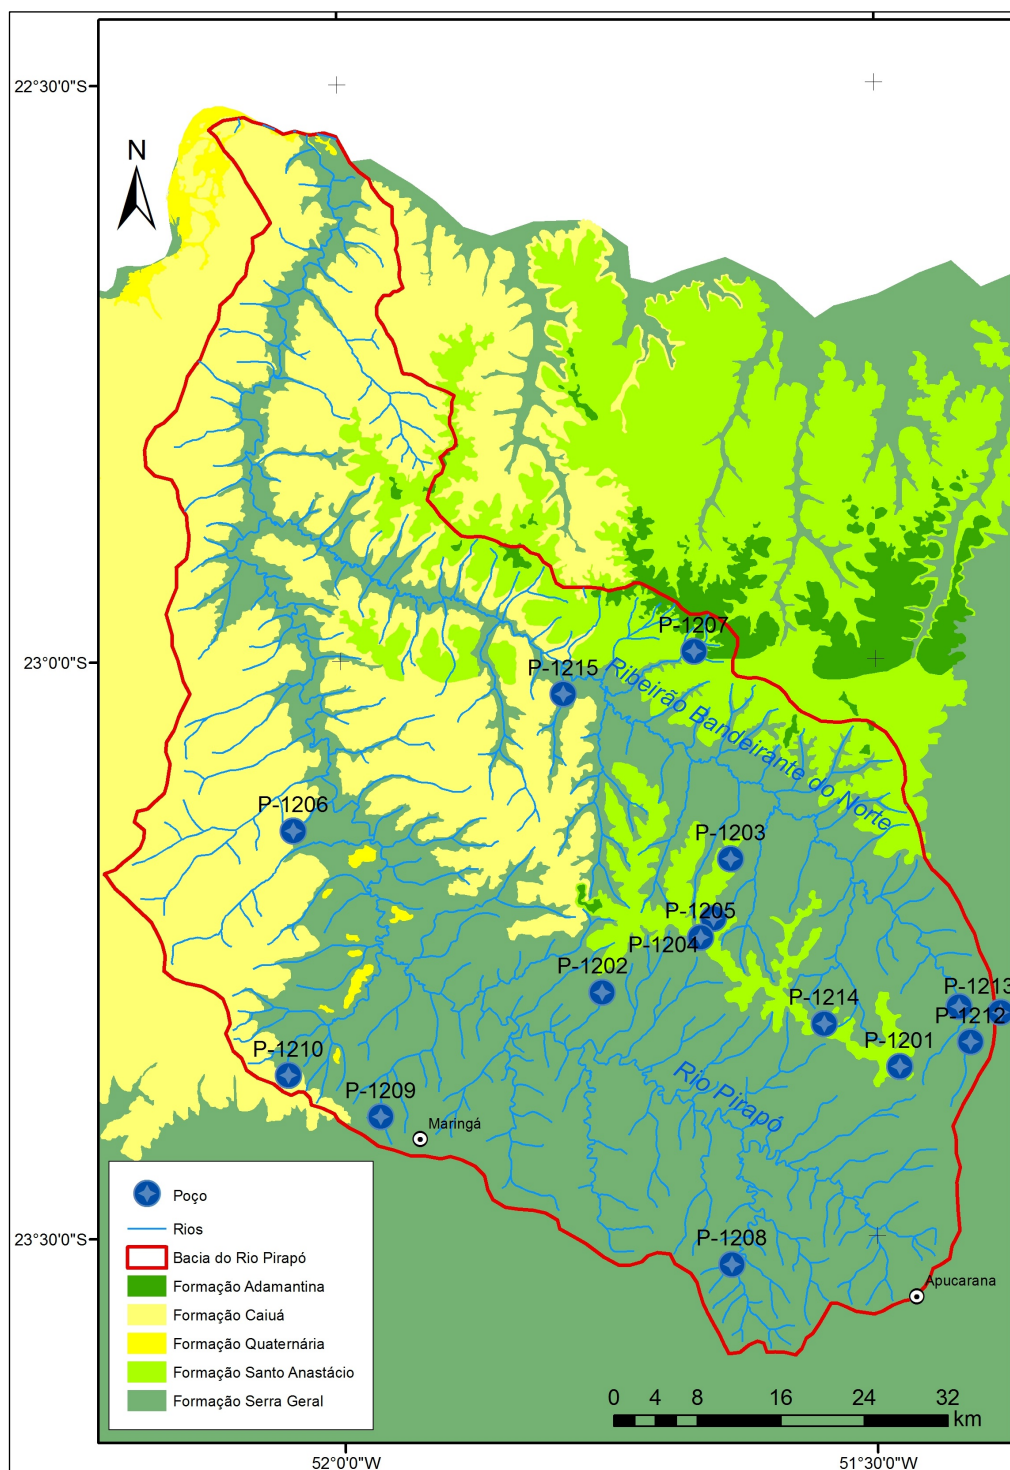 22°30'0"S
N
P-1207
23°0'0"S
P-1215
Ribeirão Bandeirante do Norte
P-1206
P-1203
P-1205
P-1204
P-1202
P-1213
P-1214
P-1212
P-1201
P-1210
Rio Pirapó
P-1209
Maringá
Poço
Rios
23°30'0"S
P-1208
Bacia do Rio Pirapó
Formação Adamantina
Apucarana
Formação Caiuá
Formação Quaternária
Formação Santo Anastácio
Formação Serra Geral
0 4 8 16 24 32
km
52°0'0"W
51°30'0"W